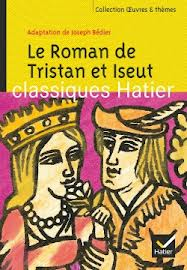 Collection Œuvres & thèmes
Adaptation de Joseph Bédier
Le Roman de
Tristan et Iseut
classiques Hatier
Hatier